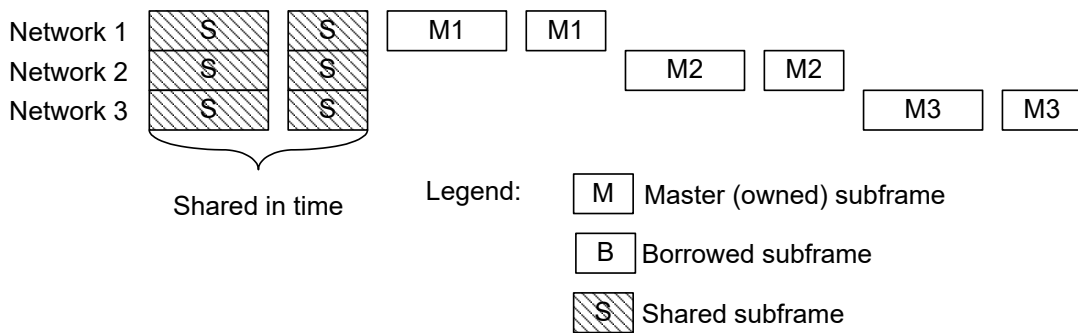 Network 1 S S M1 M1
Network 2 S S M2 M2
Network 3 S S M3 M3
Shared in time
Legend:
M Master (owned) subframe
B Borrowed subframe
S Shared subframe